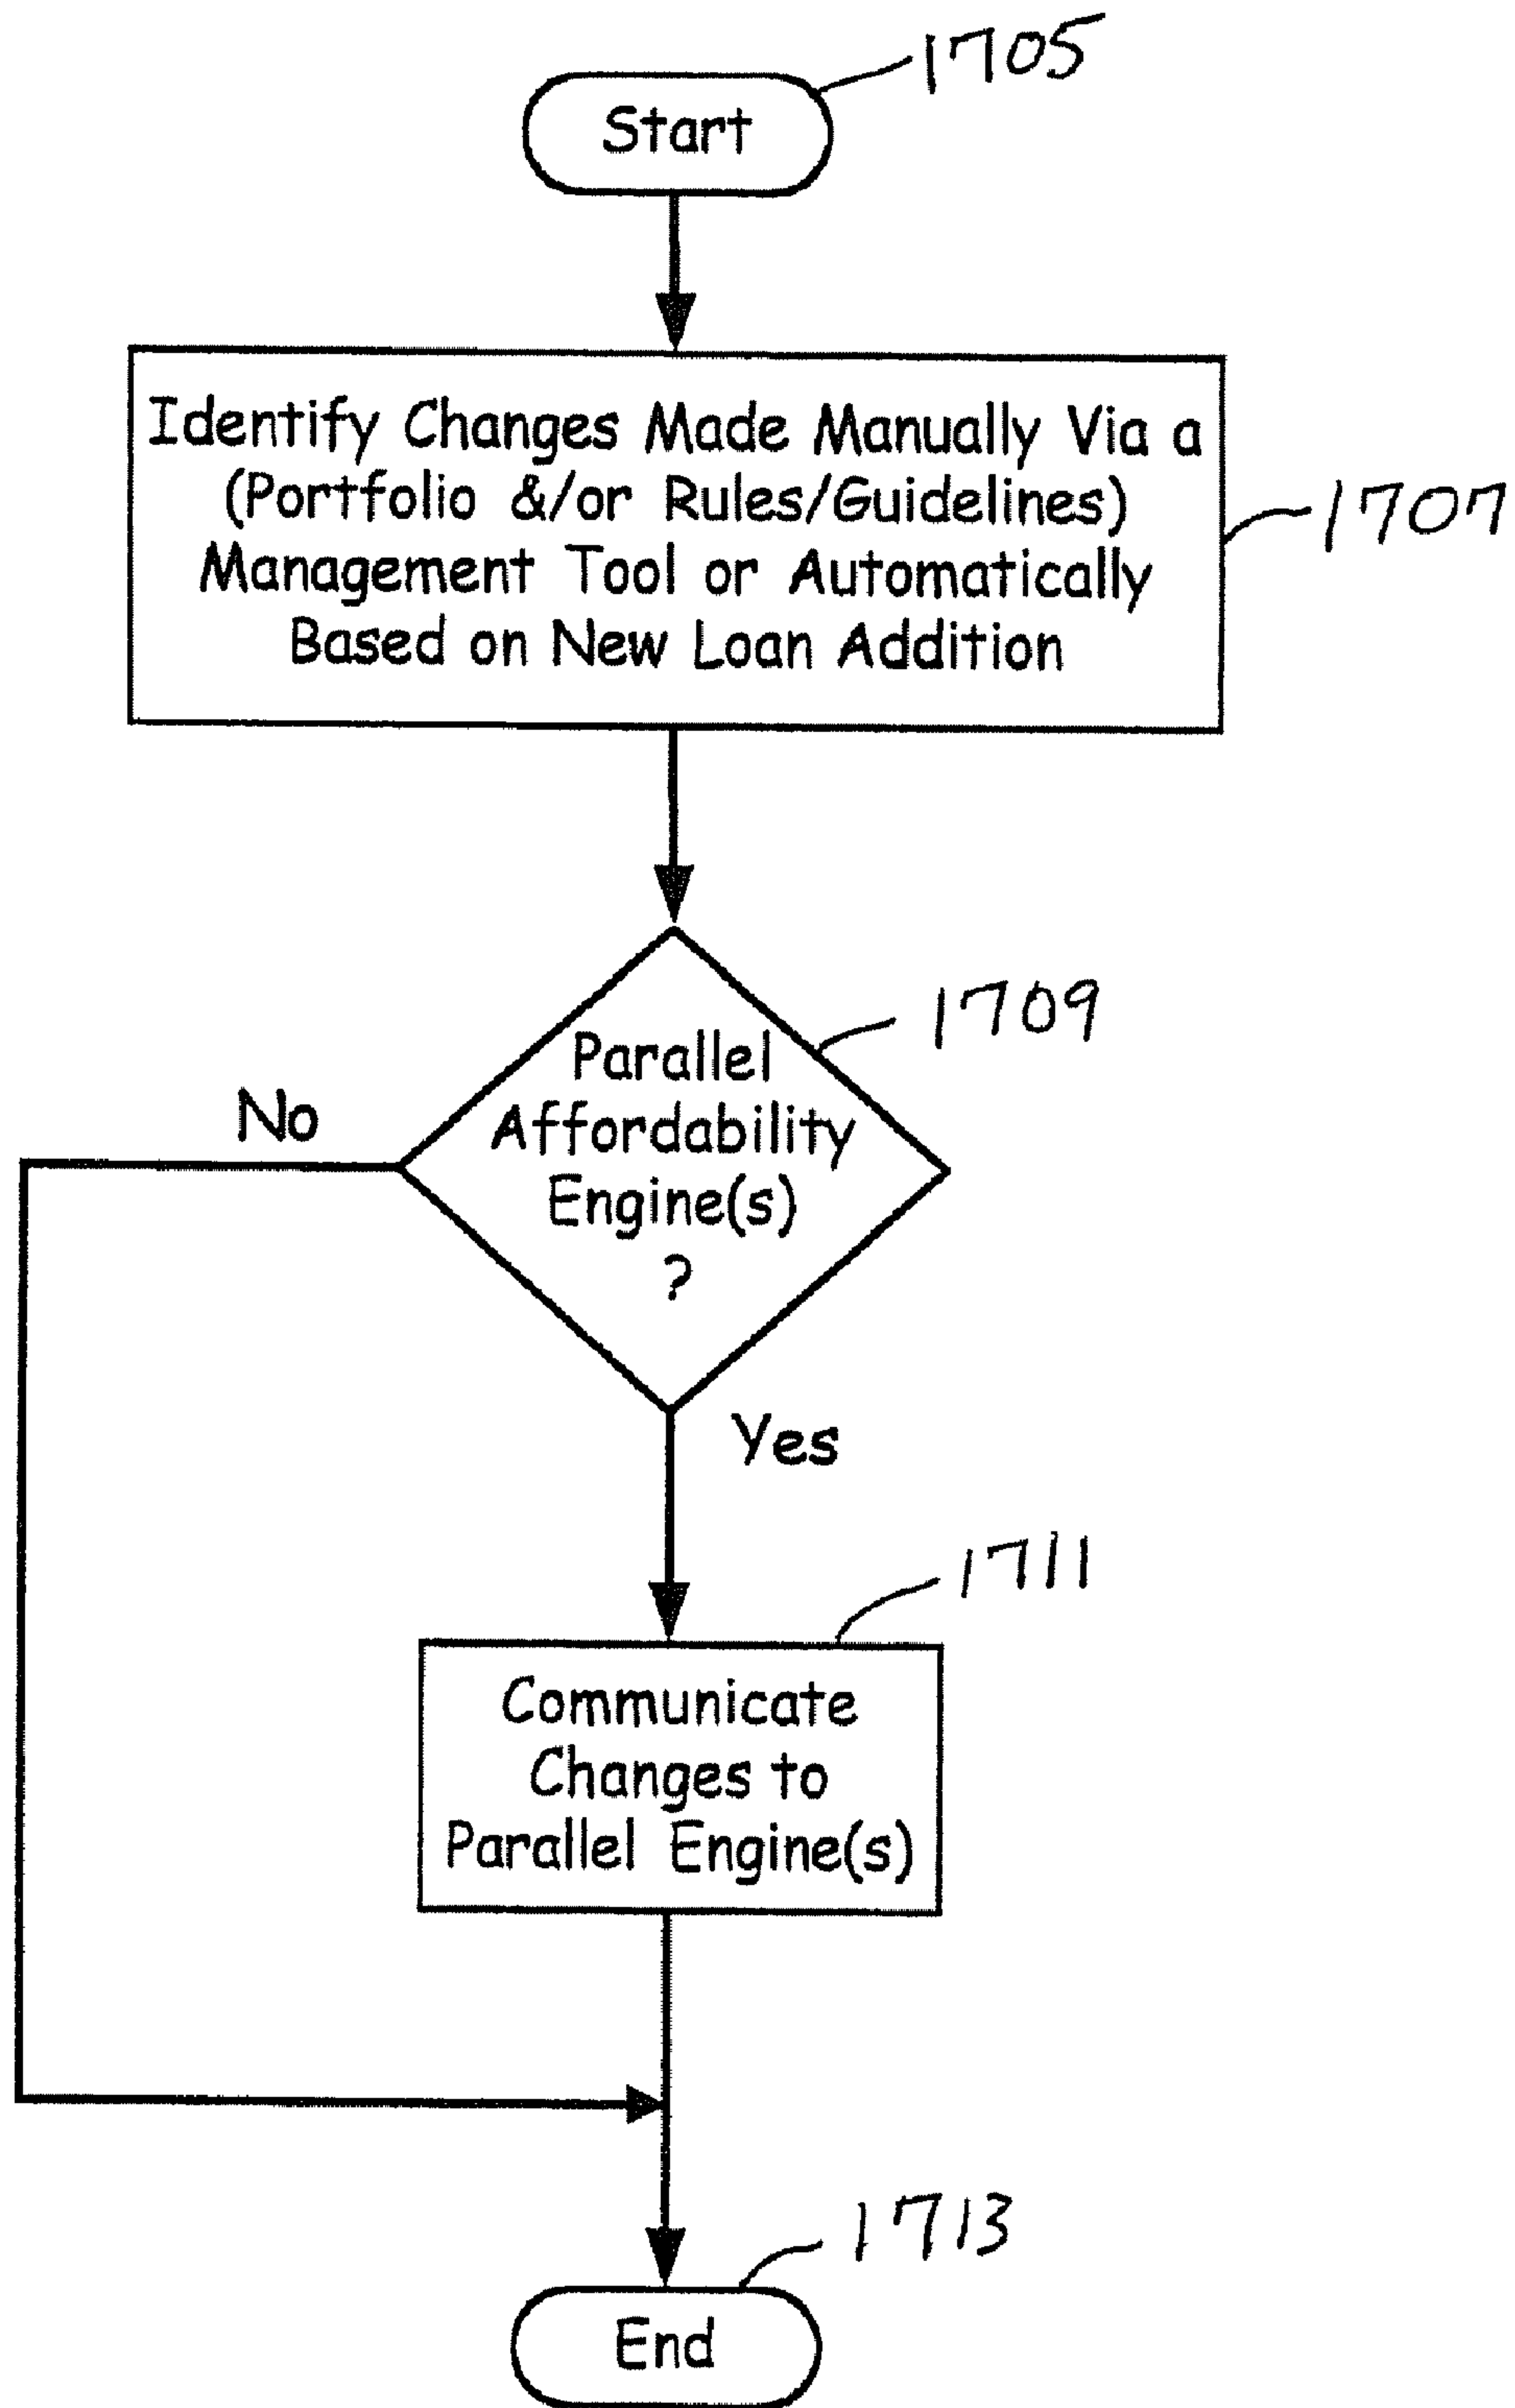 1705
Start
Identify Changes Made Manually Via a
(Portfolio &/or Rules/Guidelines)
Management Tool or Automatically
Based on New Loan Addition
1707
1709
Parallel
Affordability
Engine(s)
?
No
Yes
1711
Communicate
Changes to
Parallel Engine(s)
1713
End